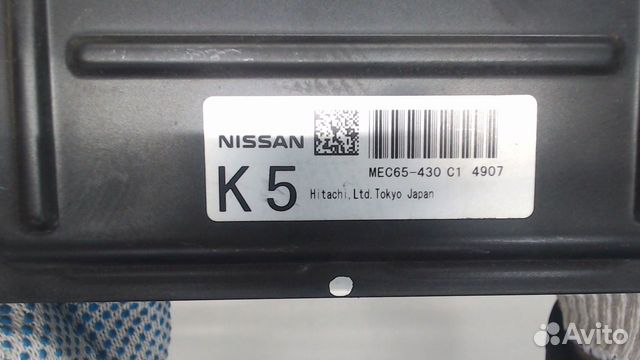 NISSAN
MEC65-430 C1 4907
K5 Hitachi,Ltd.Tokyo Japan
Avito